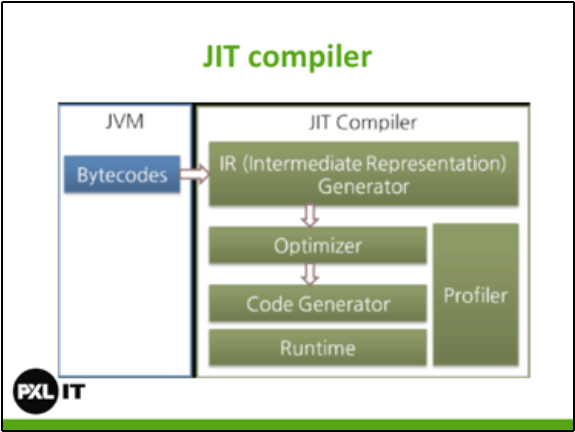 JIT compiler
JVM
JIT Compiler
Bytecodes
IR (Intermediate Representation)
Generator
Optimizer
Code Generator
Profiler
Runtime
PXL IT